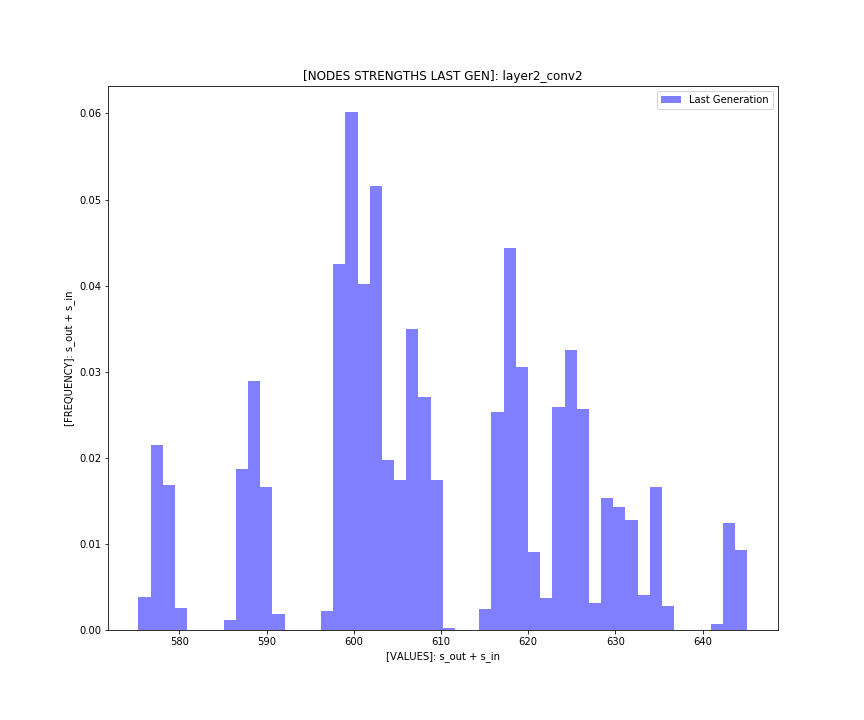 [NODES STRENGTHS LAST GEN]: layer2_conv2
Last Generation
[FREQUENCY]: s_out + s_in
0.06
0.05
0.04
0.03
0.02
0.01
0.00
580 590 600 610 620 630 640
[VALUES]: s_out + s_in